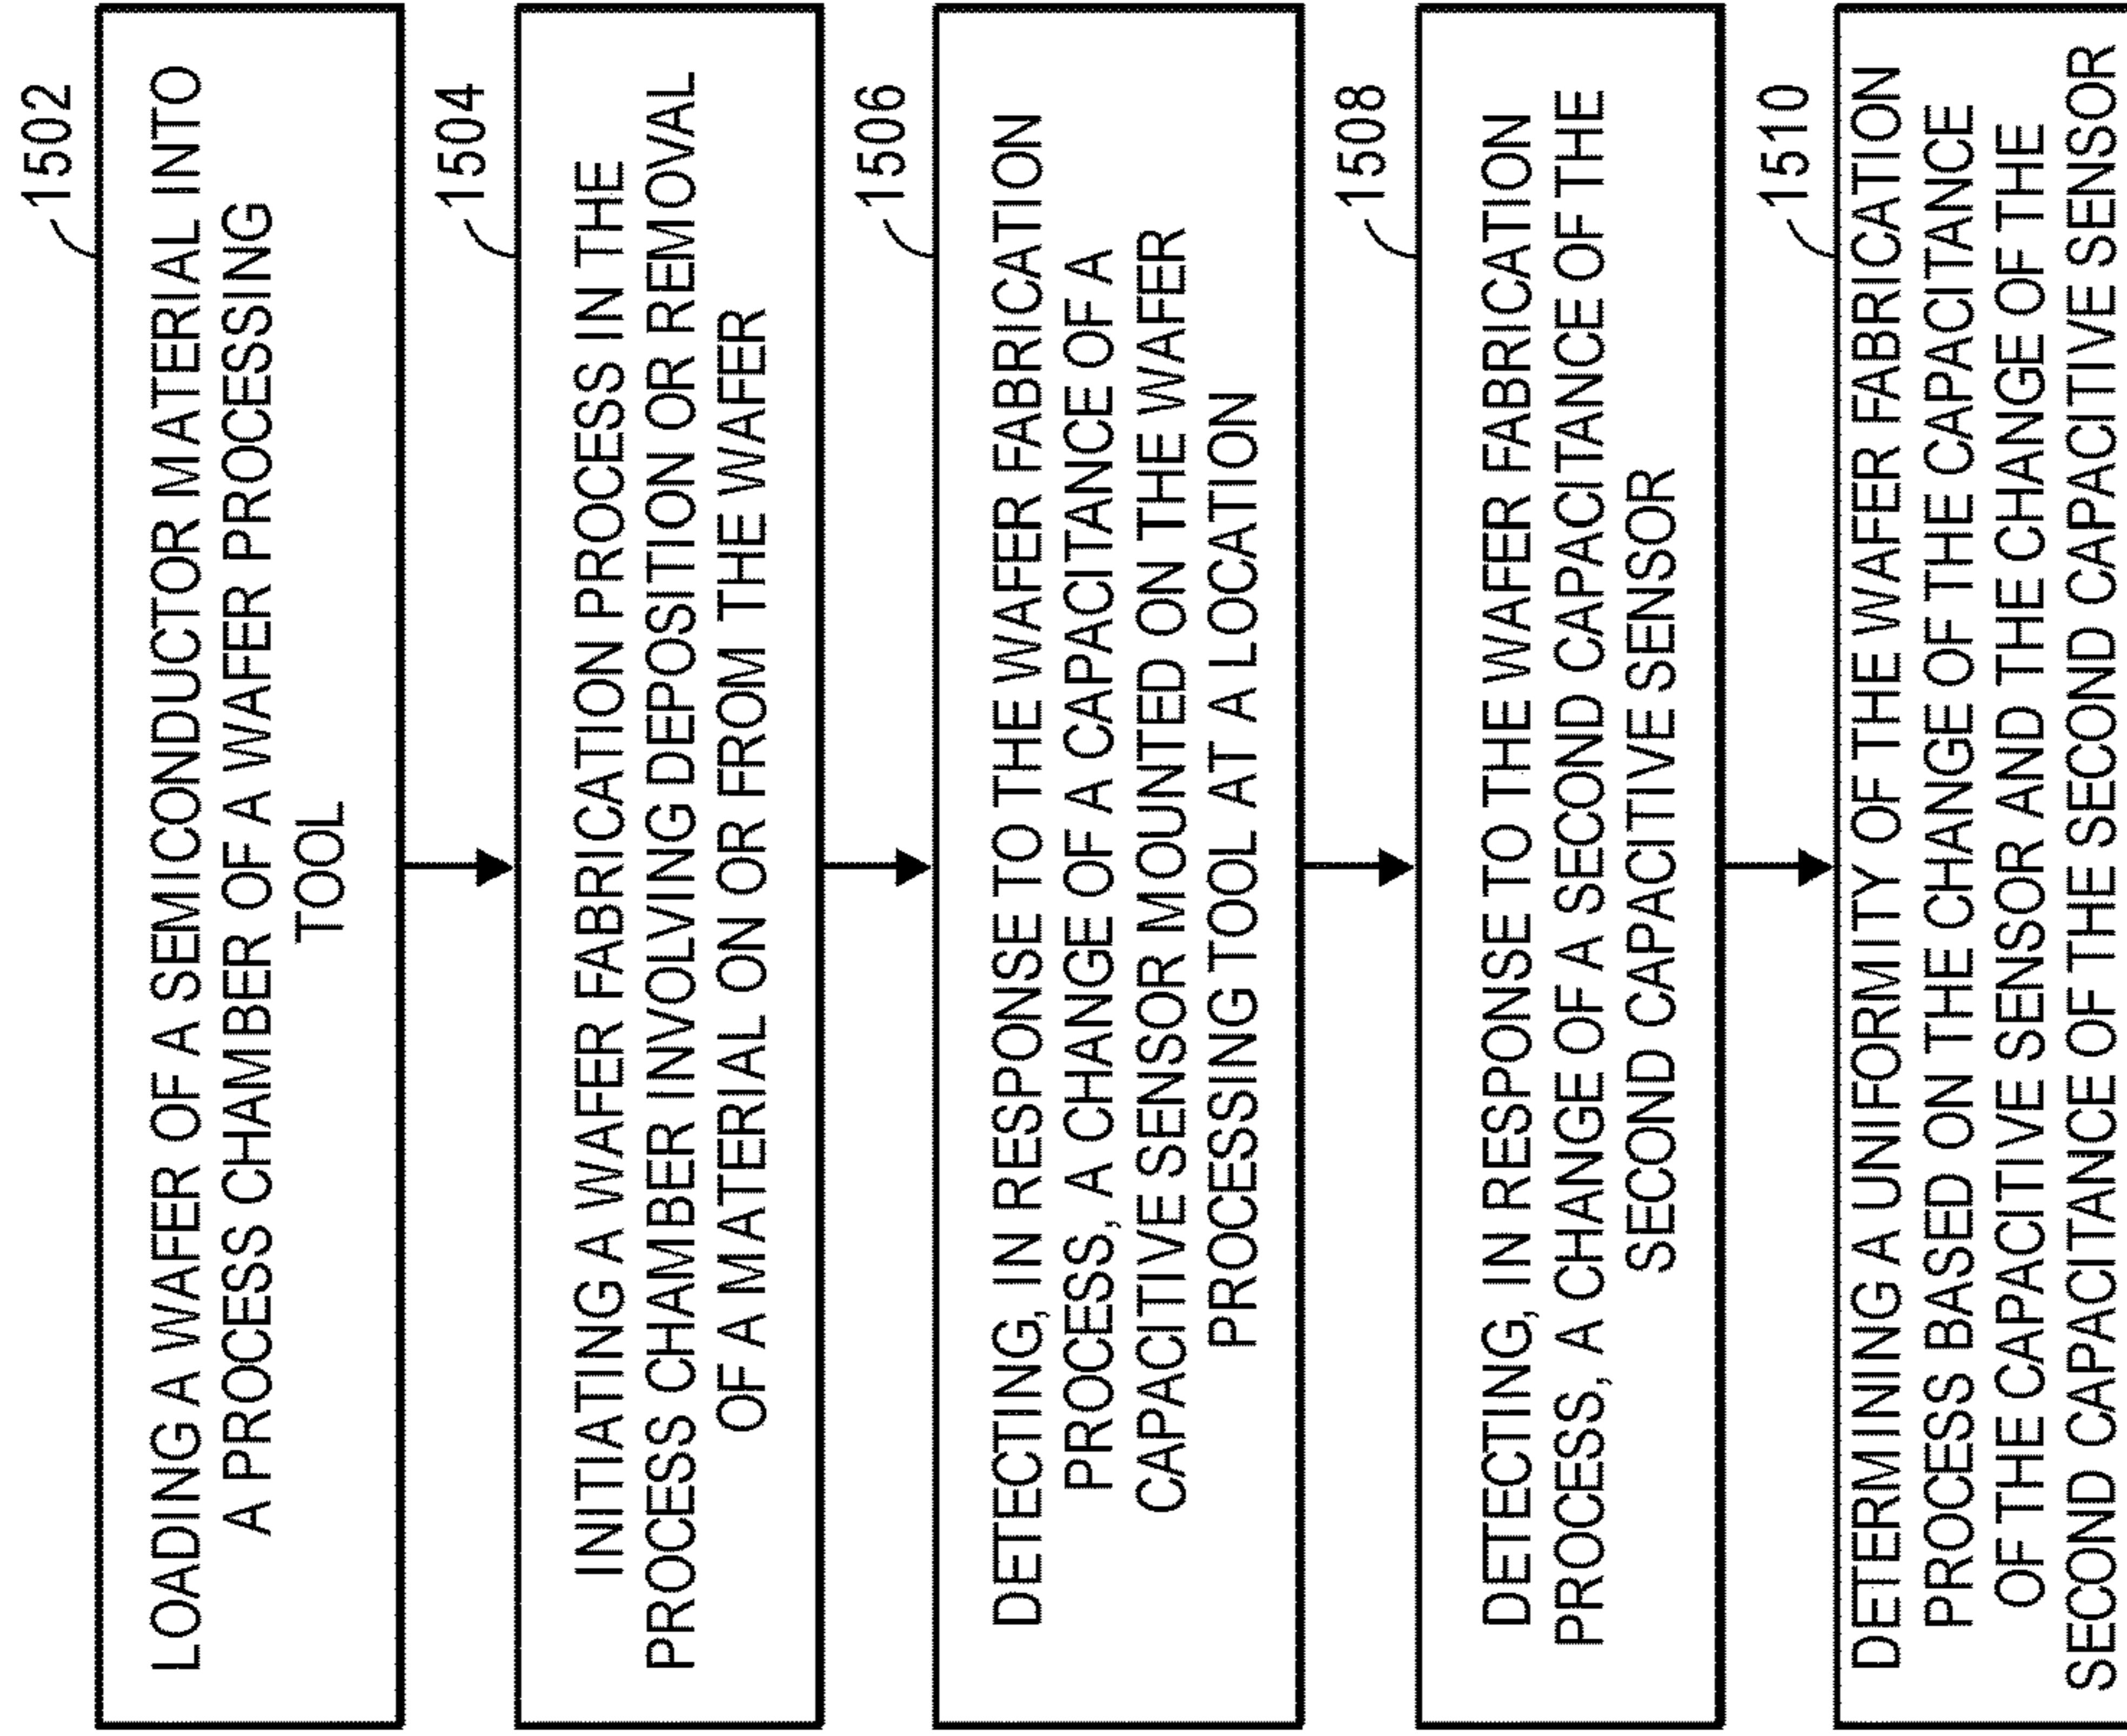 1502
LOADING A WAFER OF A SEMICONDUCTOR MATERIAL INTO
A PROCESS CHAMBER OF A WAFER PROCESSING
TOOL
1504
INITIATING A WAFER FABRICATION PROCESS IN THE
PROCESS CHAMBER INVOLVING DEPOSITION OR REMOVAL
OF A MATERIAL ON OR FROM THE WAFER
1506
DETECTING, IN RESPONSE TO THE WAFER FABRICATION
PROCESS, A CHANGE OF A CAPACITANCE OF A
CAPACITIVE SENSOR MOUNTED ON THE WAFER
PROCESSING TOOL AT A LOCATION
1508
DETECTING, IN RESPONSE TO THE WAFER FABRICATION
PROCESS, A CHANGE OF A SECOND CAPACITANCE OF THE
SECOND CAPACITIVE SENSOR
1510
DETERMINING A UNIFORMITY OF THE WAFER FABRICATION
PROCESS BASED ON THE CHANGE OF THE CAPACITANCE
OF THE CAPACITIVE SENSOR AND THE CHANGE OF THE
SECOND CAPACITANCE OF THE SECOND CAPACITIVE SENSOR